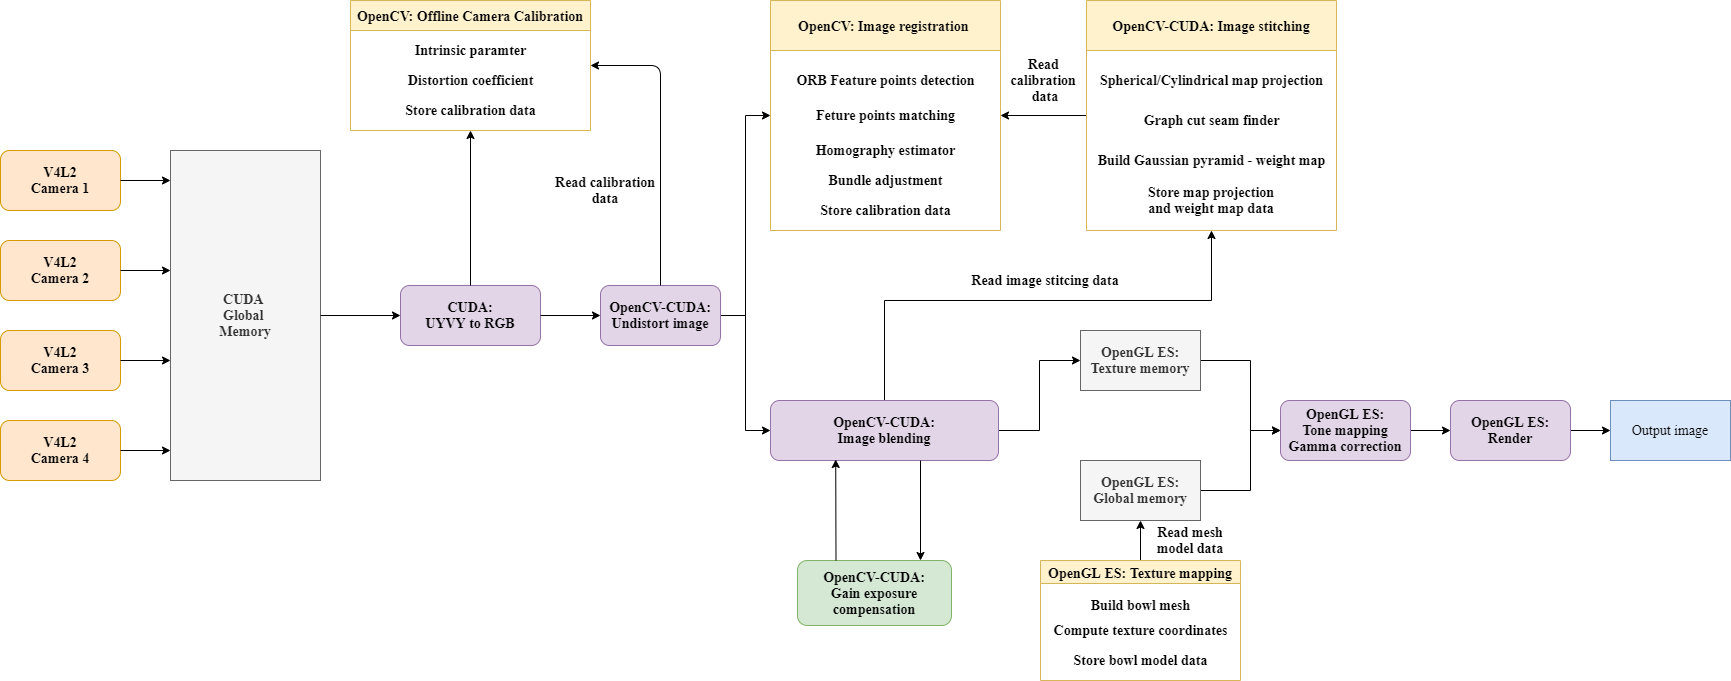 OpenCV: Offline Camera Calibration
Intrinsic paramter
Distortion coefficient
Store calibration data
OpenCV: Image registration
ORB Feature points detection
Feture points matching
Homography estimator
Bundle adjustment
Store calibration data
Read
calibration
data
OpenCV-CUDA: Image stitching
Spherical/Cylindrical map projection
Graph cut seam finder
Build Gaussian pyramid - weight map
Store map projection
and weight map data
V4L2
Camera 1
V4L2
Camera 2
V4L2
Camera 3
V4L2
Camera 4
CUDA
Global
Memory
Read calibration
data
CUDA:
UYVY to RGB
OpenCV-CUDA:
Undistort image
Read image stitcing data
OpenCV-CUDA:
Image blending
OpenCV-CUDA:
Gain exposure
compensation
OpenGL ES:
Texture memory
OpenGL ES:
Global memory
Read mesh
model data
OpenGL ES: Texture mapping
Build bowl mesh
Compute texture coordinates
Store bowl model data
OpenGL ES:
Tone mapping
Gamma correction
OpenGL ES:
Render
Output image